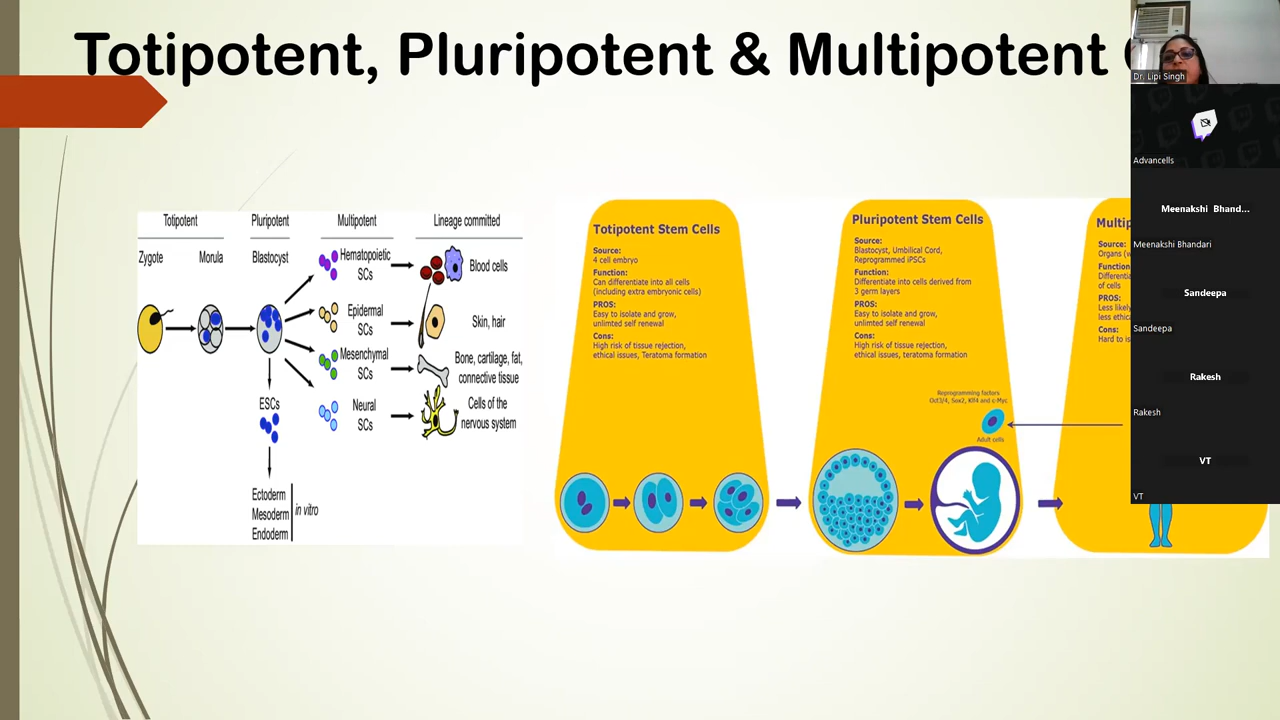 Totipotent, Pluripotent & Multipotent
Totipotent Pluripotent Multipotent Lineage committed
Zygote Morula Blastocyst
Hematopoietic
SCs
Blood cells
Epidermal
SCs
Skin, hair
Mesenchymal
SCs
Bone, cartilage, fat,
connective tissue
Neural
SCs
Cells of the
nervous system
ESCs
Ectoderm
Mesoderm
Endoderm
in vitro
Totipotent Stem Cells
Source:
4 cell embryo
Function:
Can differentiate into all cells
(including extra embryonic cells)
PROS:
Easy to isolate and grow,
unlimted self renewal
Cons:
High risk of tissue rejection,
ethical issues, Teratoma formation
Pluripotent Stem Cells
Source:
Blastocyst, Umbilical Cord,
Reprogrammed iPSCs
Function:
Differentiate into cells derived from
3 germ layers
PROS:
Easy to isolate and grow,
unlimited self renewal
Cons:
High risk of tissue rejection,
ethical issues, teratoma formation
Reprogramming factors
Oct3/4, Sox2, Klf4 and c-Myc
Adult cells
Source:
Organs
PROS:
Less
less
Cons:
Hard to
of cells
Dr. Lipi Singh
Advancells
Meenakshi Bhand...
Meenakshi Bhandari
Sandeepa
Sandeepa
Rakesh
Rakesh
VT
VT